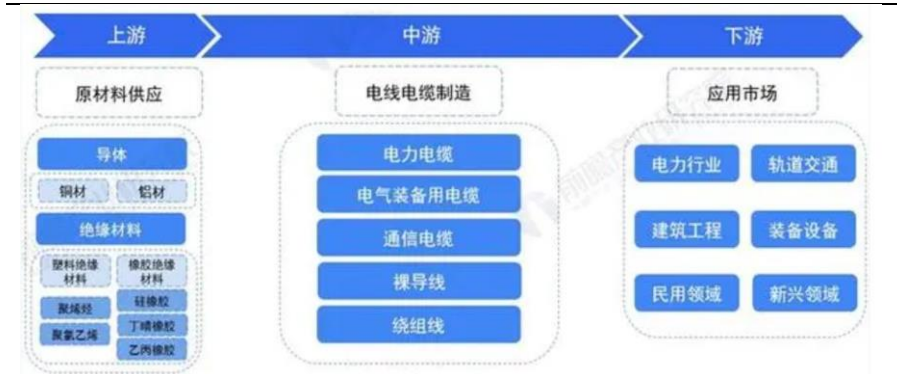 上游
中游
下游
原材料供应
电线电缆制造
应用市场
导体
铜材
铝材
绝缘材料
塑料绝缘
材料
橡胶绝缘
材料
聚烯烃
聚氯乙烯
硅橡胶
丁晴橡胶
乙丙橡胶
电力电缆
电气装备用电缆
通信电缆
裸导线
绕组线
电力行业
轨道交通
建筑工程
装备设备
民用领域
新兴领域